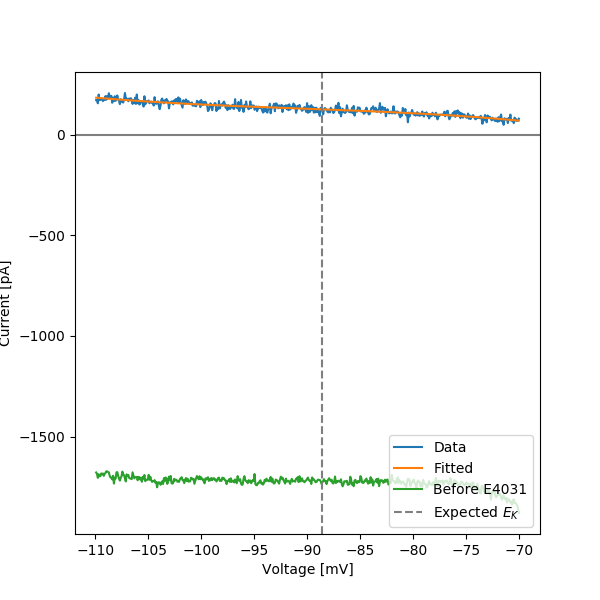 0
−500
−1000
−1500
Current [pA]
−110 −105 −100 −95 −90 −85 −80 −75 −70
Voltage [mV]
Data
Fitted
Before E4031
Expected E_K